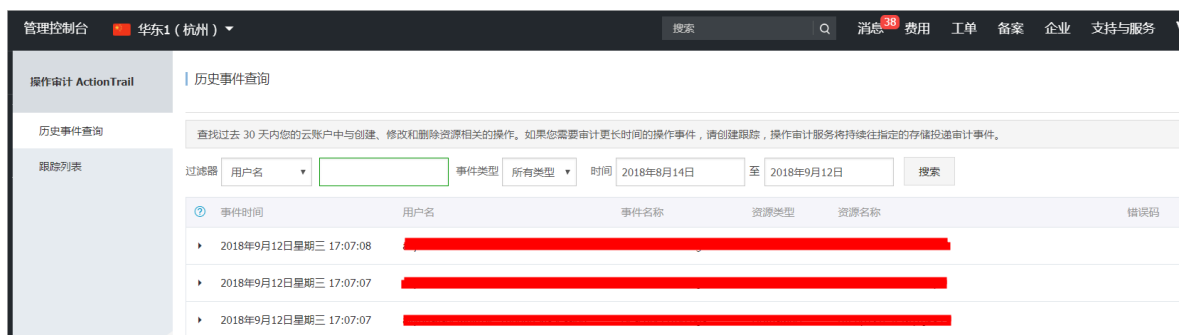 管理控制台 华东1(杭州) 搜索 消息 38 费用 工单 备案 企业 支持与服务
操作审计 ActionTrail
历史事件查询
历史事件查询
跟踪列表
查找过去 30 天内您的云账户中与创建、修改和删除资源相关的操作。如果您需要审计更长时间的操作事件,请创建跟踪,操作审计服务将持续往指定的存储投递审计事件。
过滤器 用户名 事件类型 所有类型 时间 2018年8月14日 至 2018年9月12日 搜索
事件时间 用户名 事件名称 资源类型 资源名称 错误码
2018年9月12日星期三 17:07:08
2018年9月12日星期三 17:07:07
2018年9月12日星期三 17:07:07